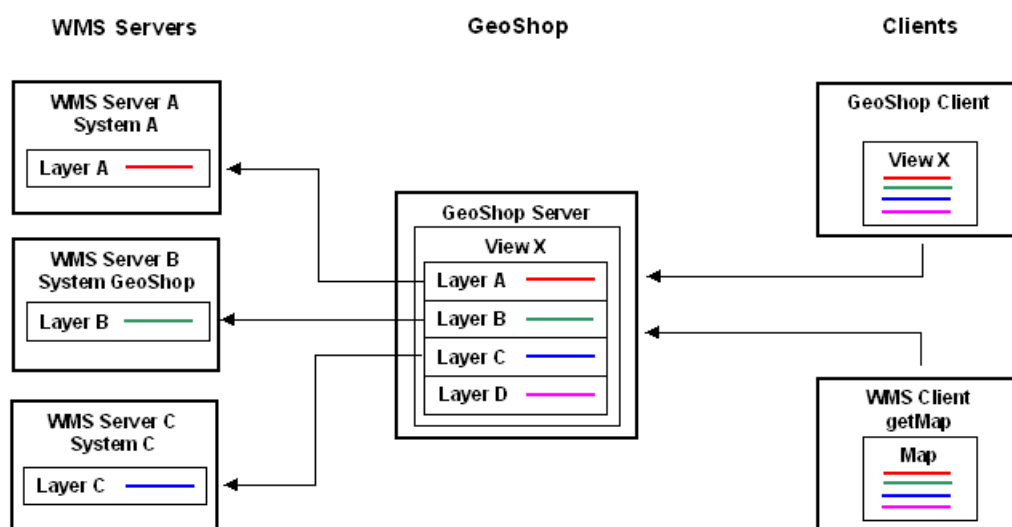 WMS Servers
GeoShop
Clients
WMS Server A
System A
Layer A
WMS Server B
System GeoShop
Layer B
WMS Server C
System C
Layer C
GeoShop Server
View X
Layer A
Layer B
Layer C
Layer D
GeoShop Client
View X
WMS Client
getMap
Map